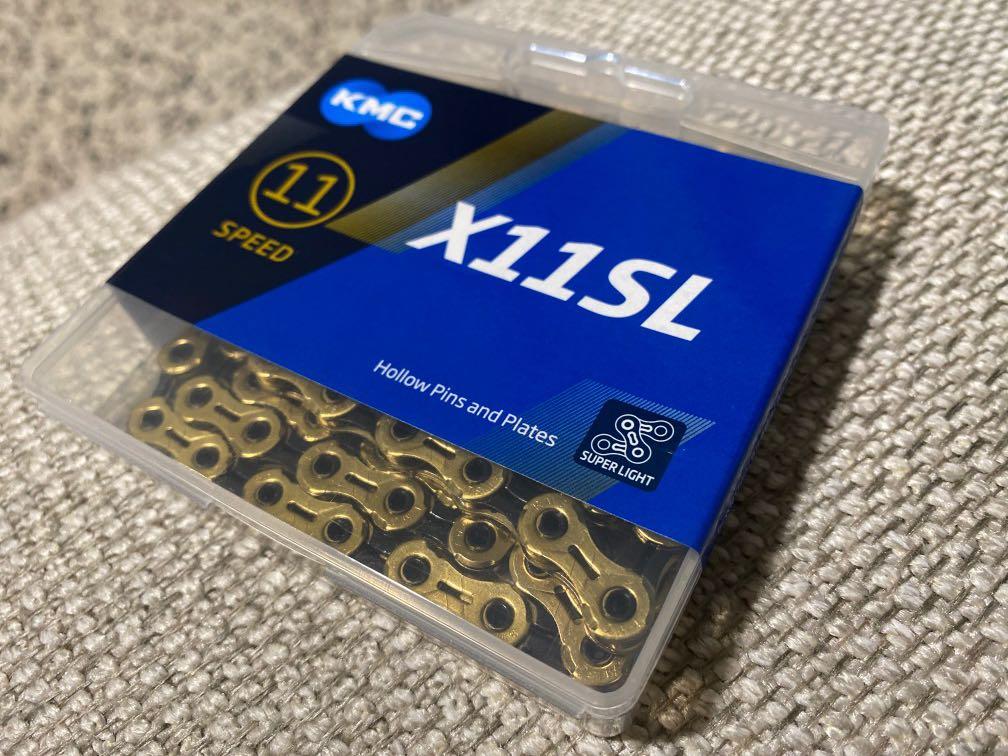 KMC
11
SPEED
X11SL
Hollow Pins and Plates
SUPER LIGHT